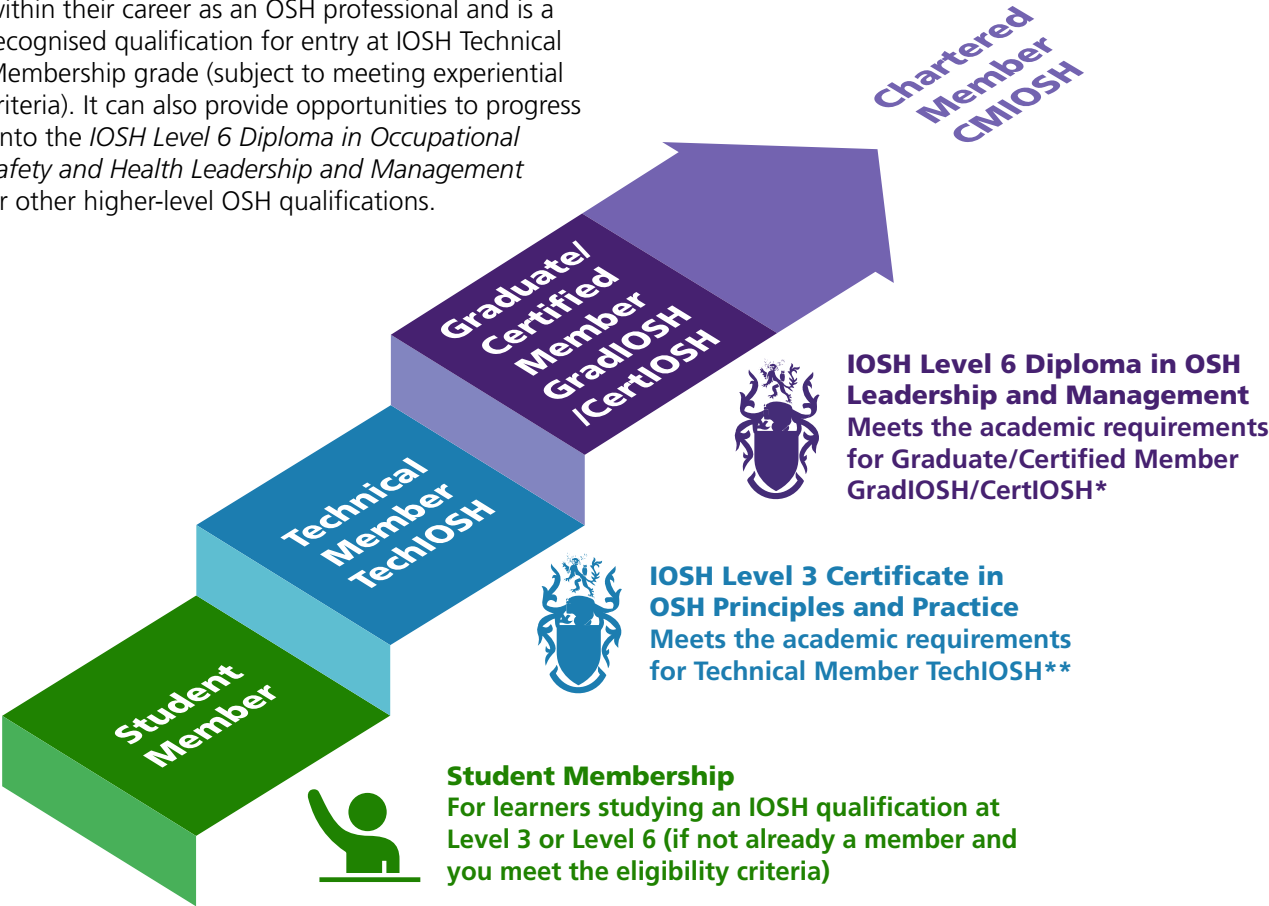 within their career as an OSH professional and is a
recognised qualification for entry at IOSH Technical
Membership grade (subject to meeting experiential
criteria). It can also provide opportunities to progress
into the IOSH Level 6 Diploma in Occupational
Safety and Health Leadership and Management
or other higher-level OSH qualifications.
Chartered
Member
CMIOSH
Graduate/
Certified
Member
GradIOSH
/CertIOSH
IOSH Level 6 Diploma in OSH
Leadership and Management
Meets the academic requirements
for Graduate/Certified Member
GradIOSH/CertIOSH*
Technical
Member
TechIOSH
IOSH Level 3 Certificate in
OSH Principles and Practice
Meets the academic requirements
for Technical Member TechIOSH**
Student
Member
Student Membership
For learners studying an IOSH qualification at
Level 3 or Level 6 (if not already a member and
you meet the eligibility criteria)